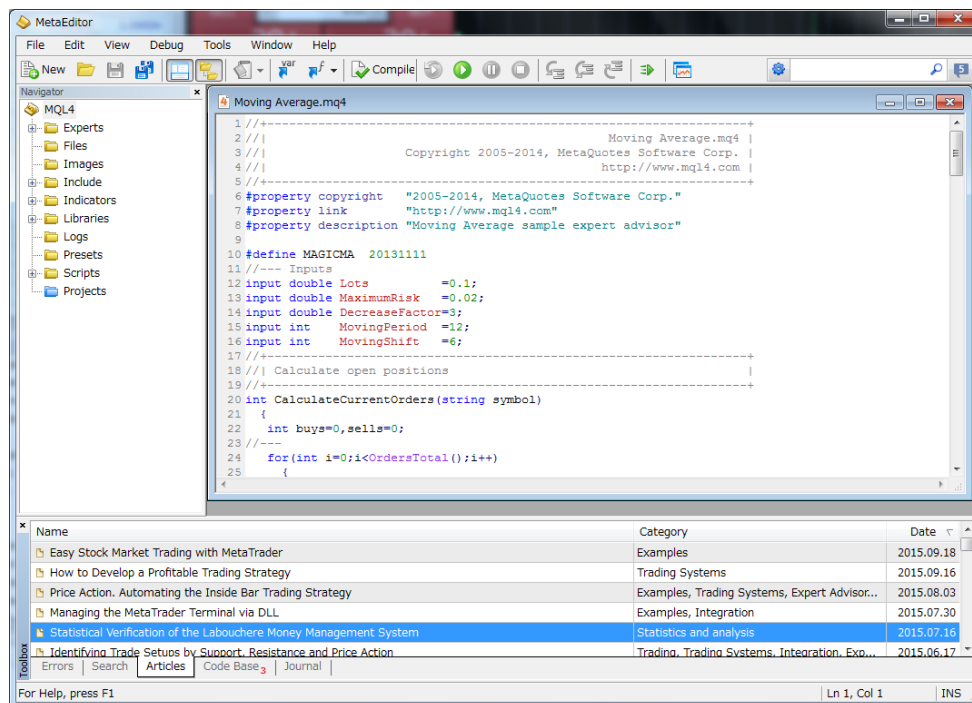 MetaEditor
File Edit View Debug Tools Window Help
New var f Compile 5
Navigator
MQL4
Experts
Files
Images
Include
Indicators
Libraries
Logs
Presets
Scripts
Projects
4 Moving Average.mq4
1 //+------------------------------------------------------------------+
2 //| Moving Average.mq4 |
3 //| Copyright 2005-2014, MetaQuotes Software Corp. |
4 //| http://www.mql4.com |
5 //+------------------------------------------------------------------+
6 #property copyright "2005-2014, MetaQuotes Software Corp."
7 #property link "http://www.mql4.com"
8 #property description "Moving Average sample expert advisor"
9
10 #define MAGICMA 20131111
11 //--- Inputs
12 input double Lots =0.1;
13 input double MaximumRisk =0.02;
14 input double DecreaseFactor=3;
15 input int MovingPeriod =12;
16 input int MovingShift =6;
17 //+------------------------------------------------------------------+
18 //| Calculate open positions |
19 //+------------------------------------------------------------------+
20 int CalculateCurrentOrders(string symbol)
21 {
22 int buys=0,sells=0;
23 //---
24 for(int i=0;i<OrdersTotal();i++)
25 {
Name Category Date
Easy Stock Market Trading with MetaTrader Examples 2015.09.18
How to Develop a Profitable Trading Strategy Trading Systems 2015.09.16
Price Action. Automating the Inside Bar Trading Strategy Examples, Trading Systems, Expert Advisor... 2015.08.03
Managing the MetaTrader Terminal via DLL Examples, Integration 2015.07.30
Statistical Verification of the Labouchere Money Management System Statistics and analysis 2015.07.16
Identifying Trade Setups by Support, Resistance and Price Action Trading, Trading Systems, Integration, Exp... 2015.06.17
Toolbox
Errors Search Articles Code Base 3 Journal
For Help, press F1 Ln 1, Col 1 INS